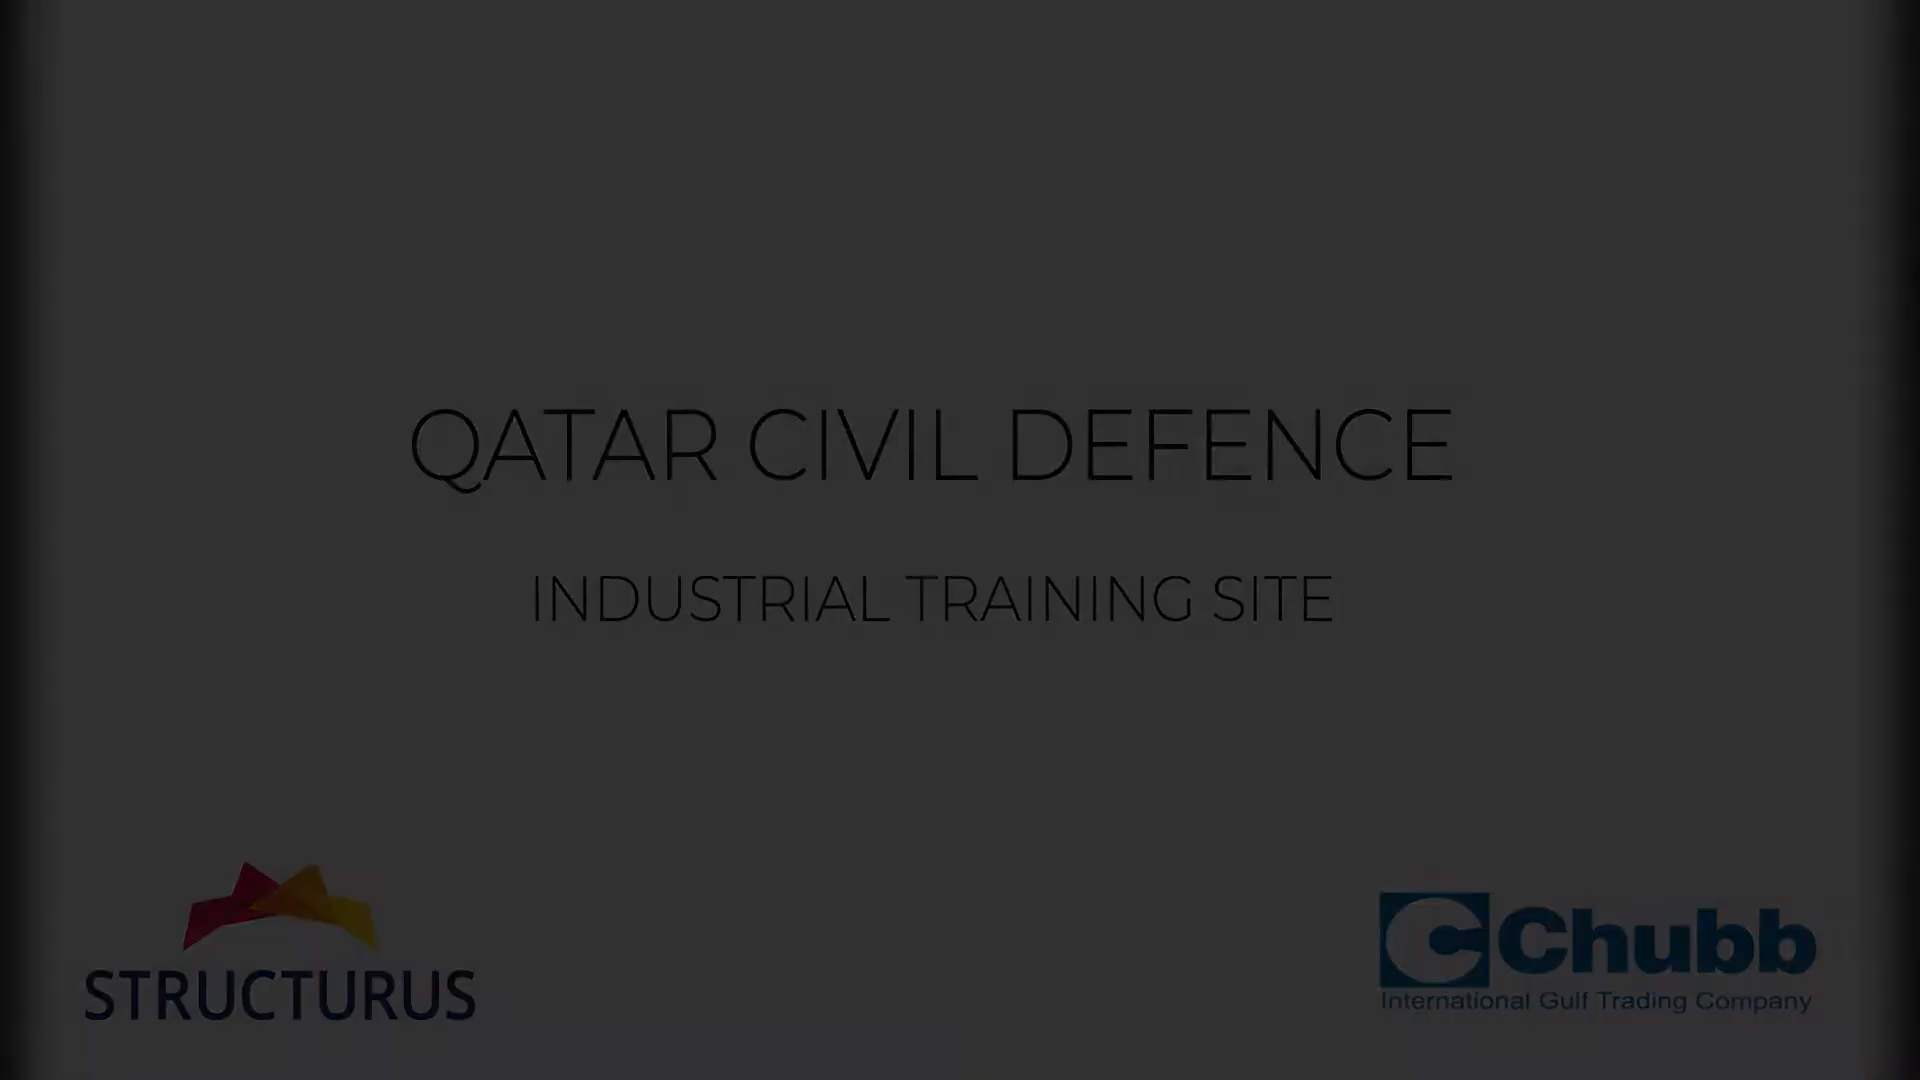 QATAR CIVIL DEFENCE
INDUSTRIAL TRAINING SITE
STRUCTURUS
Chubb
International Gulf Trading Company